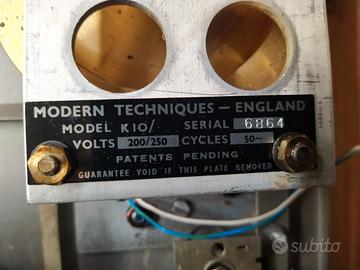 MODERN TECHNIQUES — ENGLAND
MODEL K10/ SERIAL 6864
VOLTS 200/250 CYCLES 50~
PATENTS PENDING
GUARANTEE VOID IF THIS PLATE REMOVED
subito